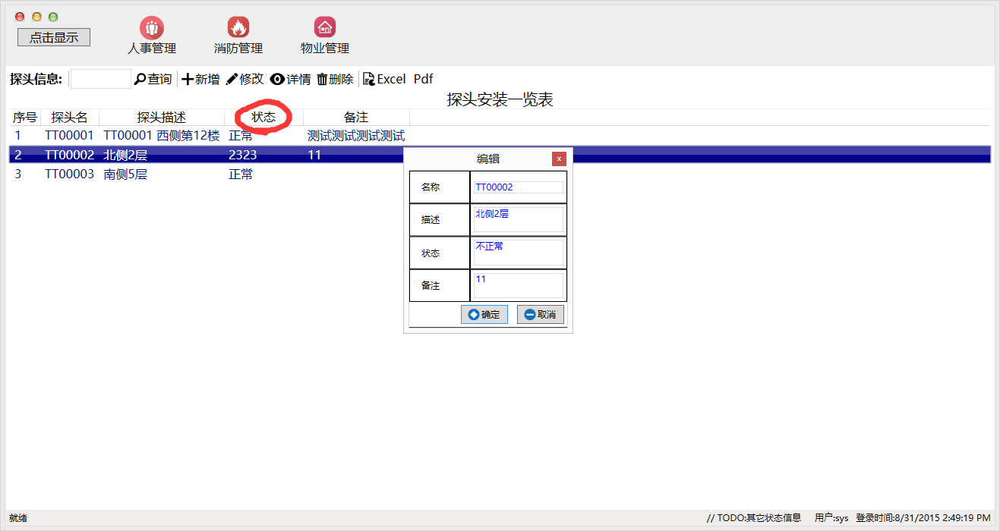 点击显示
人事管理 消防管理 物业管理
探头信息: 查询 新增 修改 详情 删除 Excel Pdf
探头安装一览表
序号 探头名 探头描述 状态 备注
1 TT00001 TT00001 西侧第12楼 正常 测试测试测试测试
2 TT00002 北侧2层 2323 11
3 TT00003 南侧5层 正常
编辑
名称 TT00002
描述 北侧2层
状态 不正常
备注 11
确定 取消
就绪 // TODO:其它状态信息 用户:sys 登录时间:8/31/2015 2:49:19 PM